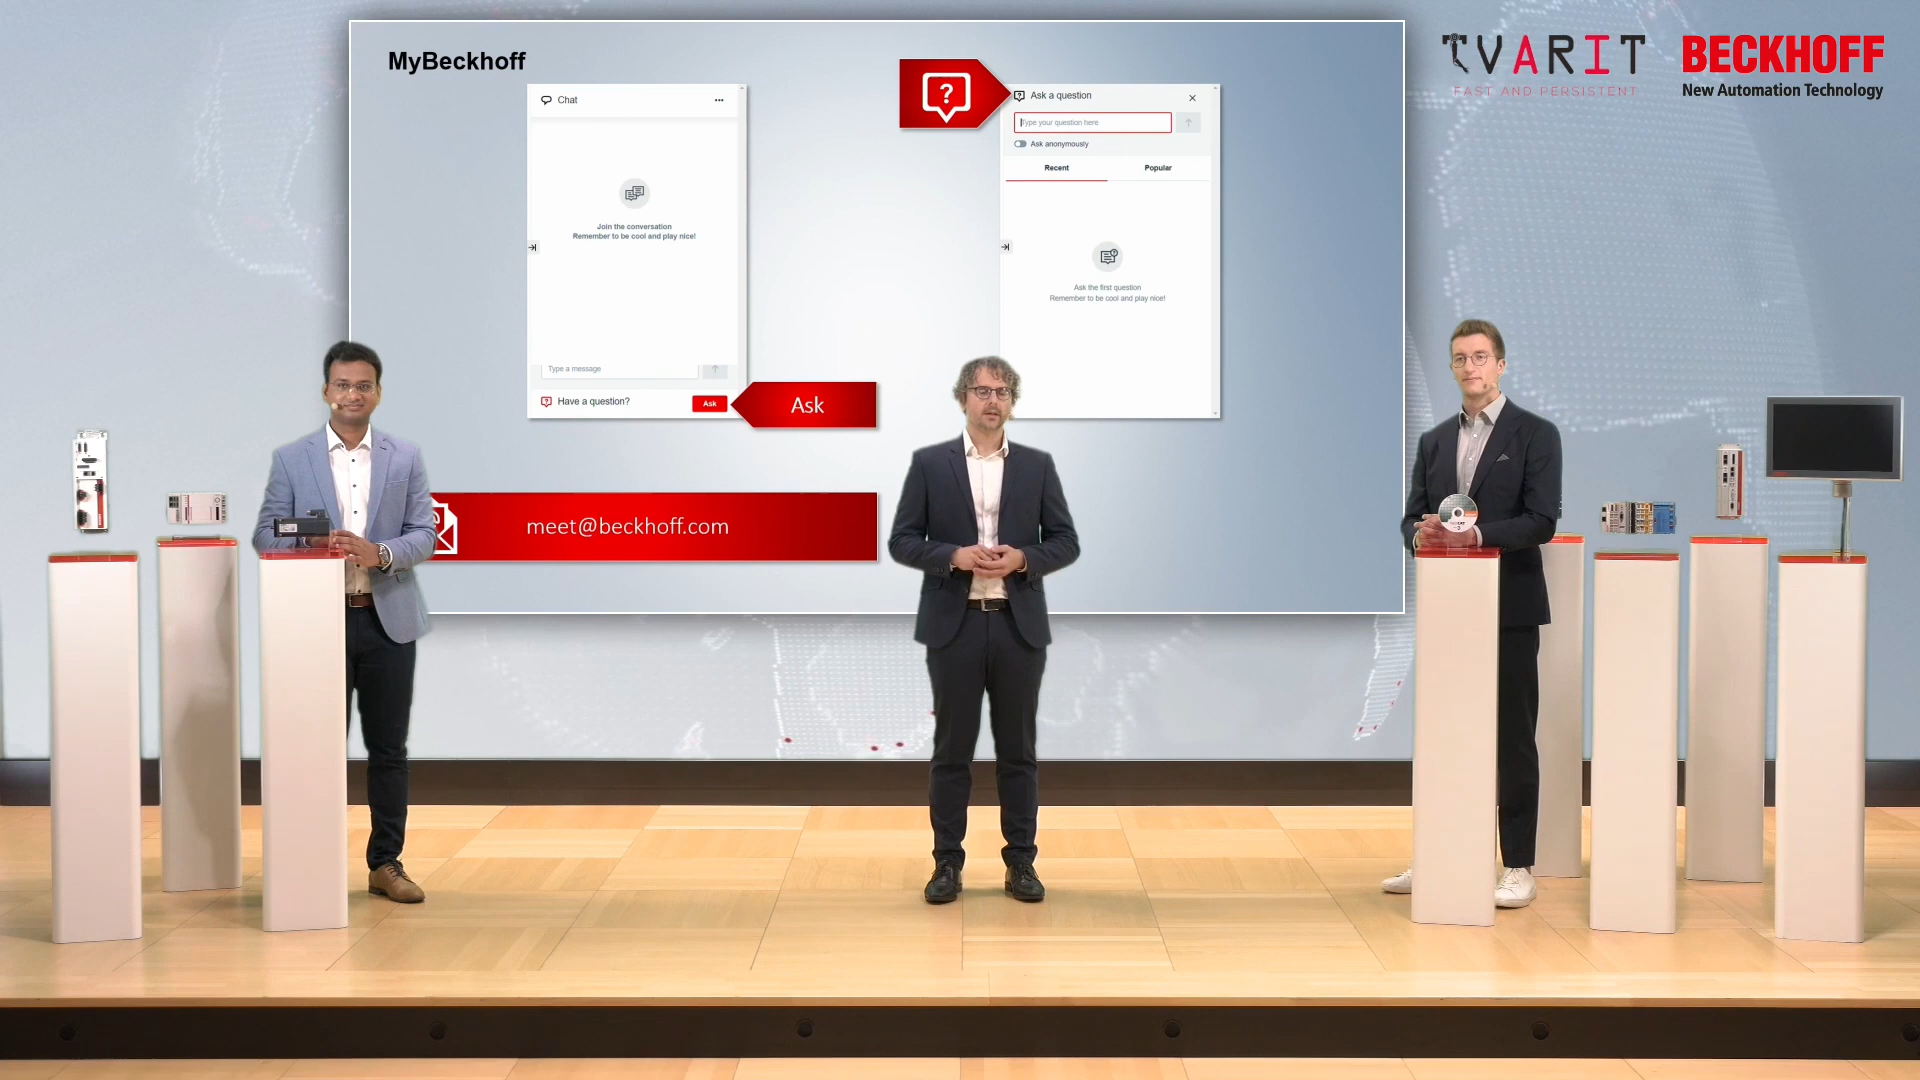 MyBeckhoff
Chat
Join the conversation
Remember to be cool and play nice!
Type a message
Have a question?
Ask
Ask
meet@beckhoff.com
?
Ask a question
Type your question here
Ask anonymously
Recent
Popular
Ask the first question
Remember to be cool and play nice!
TVARIT
FAST AND PERSISTENT
BECKHOFF
New Automation Technology